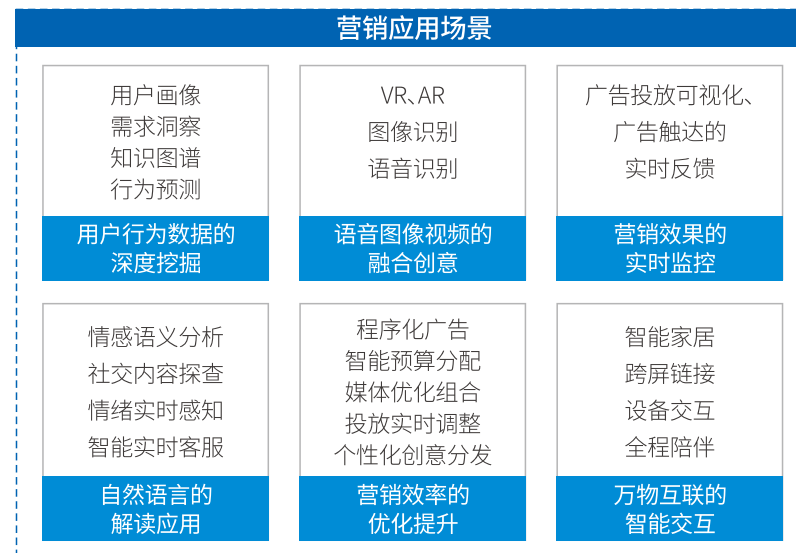 营销应用场景
用户画像
需求洞察
知识图谱
行为预测
用户行为数据的
深度挖掘
VR、AR
图像识别
语音识别
语音图像视频的
融合创意
广告投放可视化、
广告触达的
实时反馈
营销效果的
实时监控
情感语义分析
社交内容探查
情绪实时感知
智能实时客服
自然语言的
解读应用
程序化广告
智能预算分配
媒体优化组合
投放实时调整
个性化创意分发
营销效率的
优化提升
智能家居
跨屏链接
设备交互
全程陪伴
万物互联的
智能交互